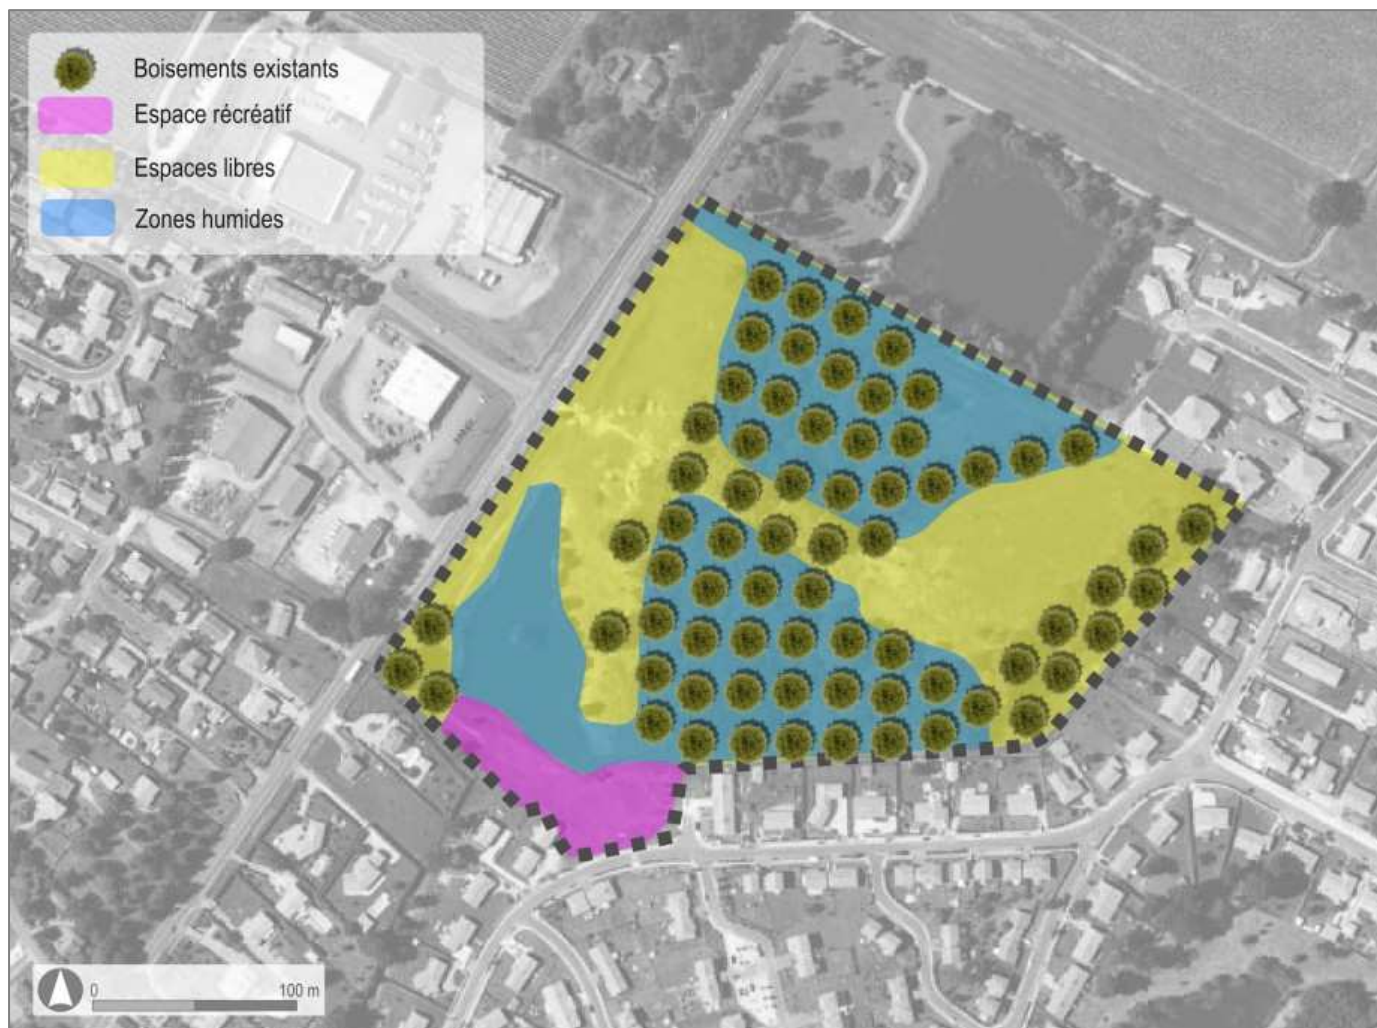 Boisements existants
Espace récréatif
Espaces libres
Zones humides
0 100 m